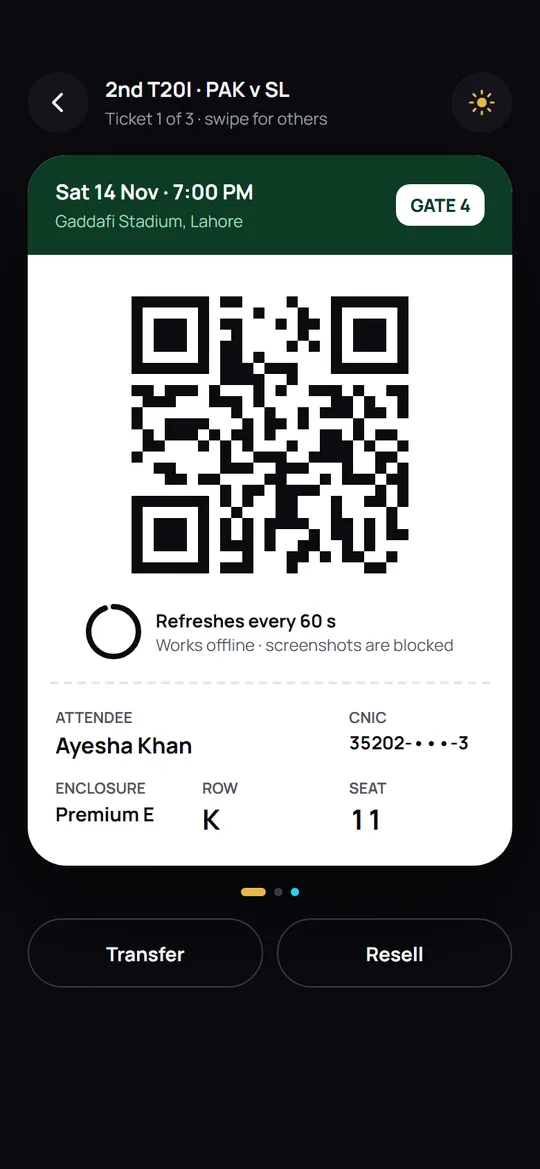 2nd T20I · PAK v SL
Ticket 1 of 3 · swipe for others
Sat 14 Nov · 7:00 PM
Gaddafi Stadium, Lahore
GATE 4
Refreshes every 60 s
Works offline · screenshots are blocked
ATTENDEE
Ayesha Khan
CNIC
35202-•••-3
ENCLOSURE
Premium E
ROW
K
SEAT
11
Transfer
Resell